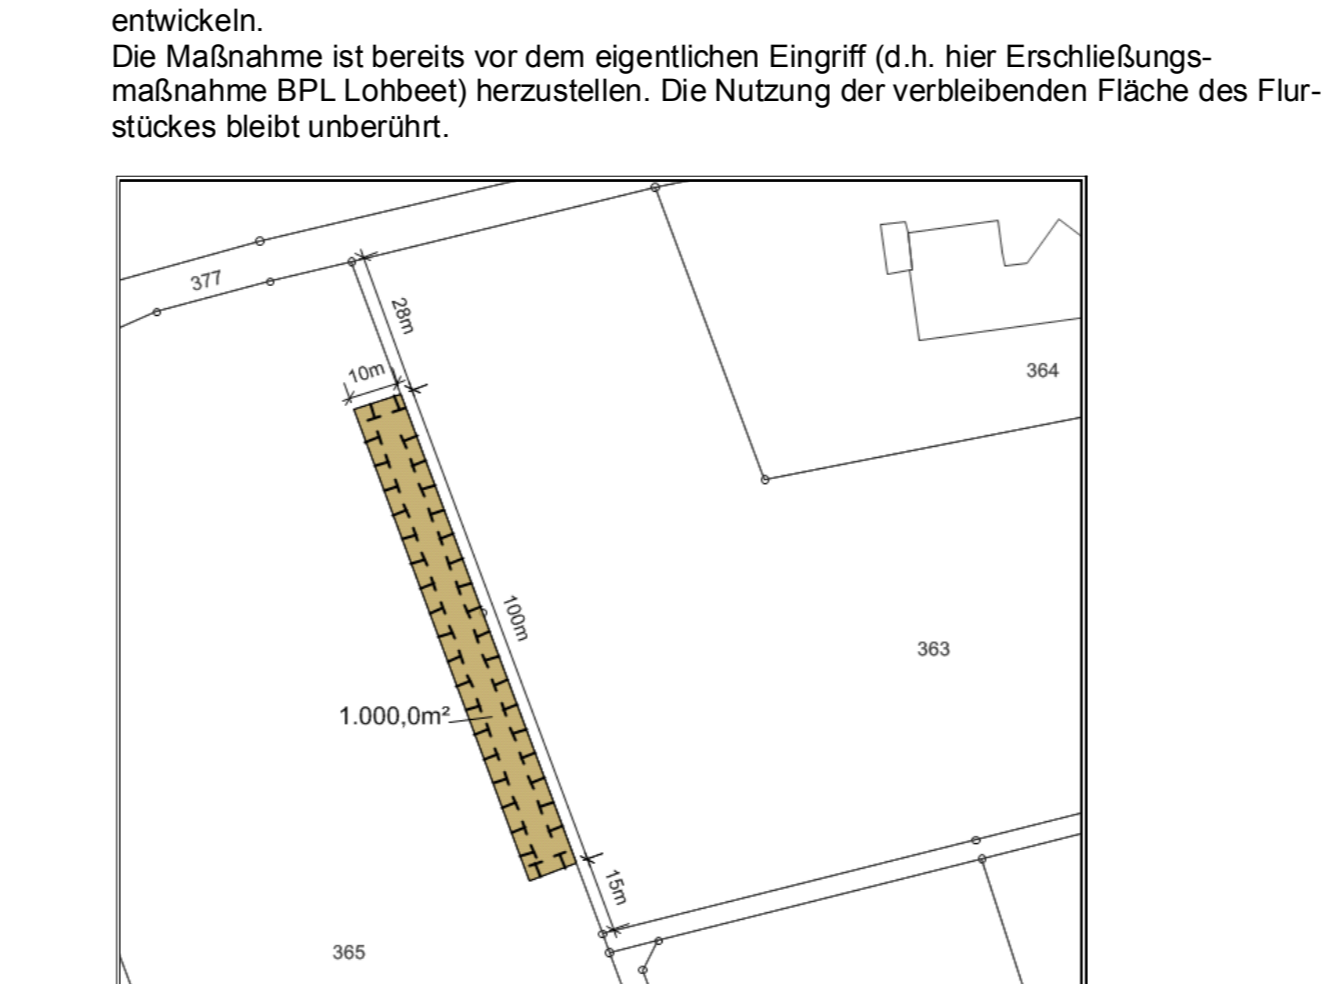 entwickeln.
Die Maßnahme ist bereits vor dem eigentlichen Eingriff (d.h. hier Erschließungs-
maßnahme BPL Lohbeet) herzustellen. Die Nutzung der verbleibenden Fläche des Flur-
stückes bleibt unberührt.
377
28m
10m
364
100m
363
1.000,0m²
15m
365